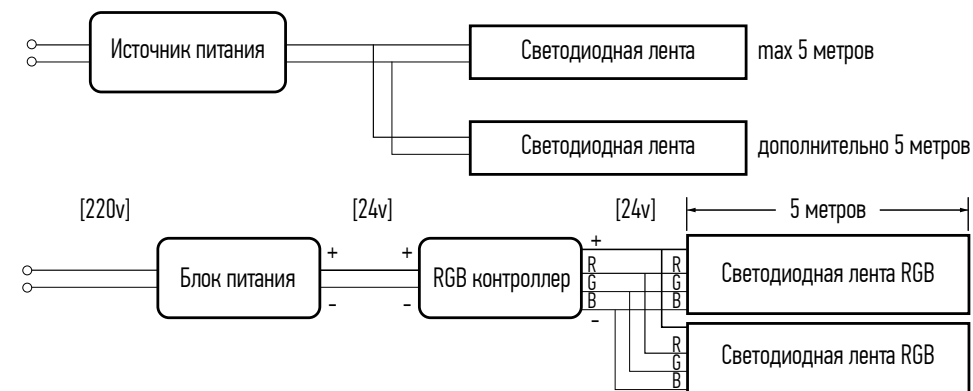 Источник питания
Светодиодная лента
max 5 метров
Светодиодная лента
дополнительно 5 метров
[220v]
[24v]
[24v]
5 метров
Блок питания
+
+
-
-
RGB контроллер
+
R
G
B
-
R
G
B
Светодиодная лента RGB
R
G
B
Светодиодная лента RGB